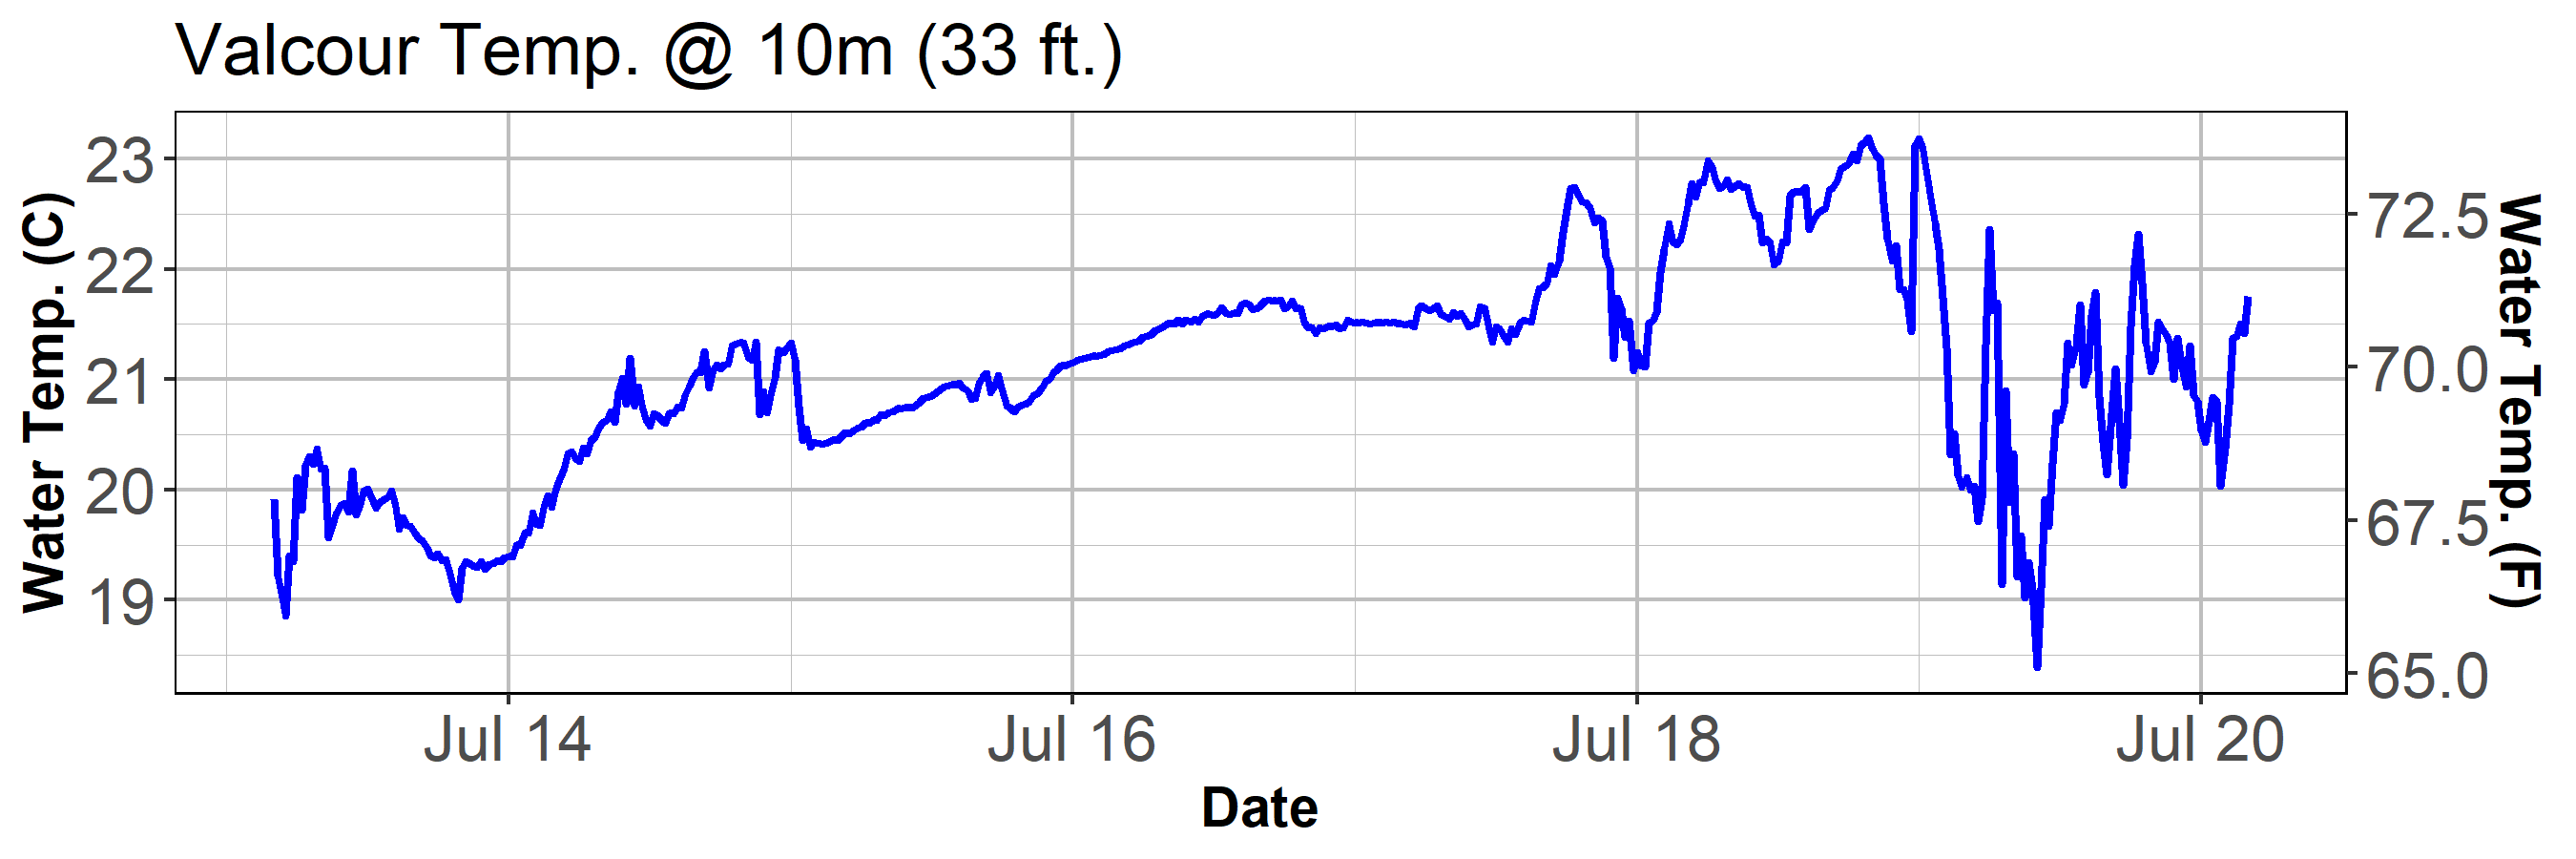 Valcour Temp. @ 10m (33 ft.)
Water Temp. (C)
23
22
21
20
19
72.5
70.0
67.5
65.0
Water Temp. (F)
Jul 14 Jul 16 Jul 18 Jul 20
Date